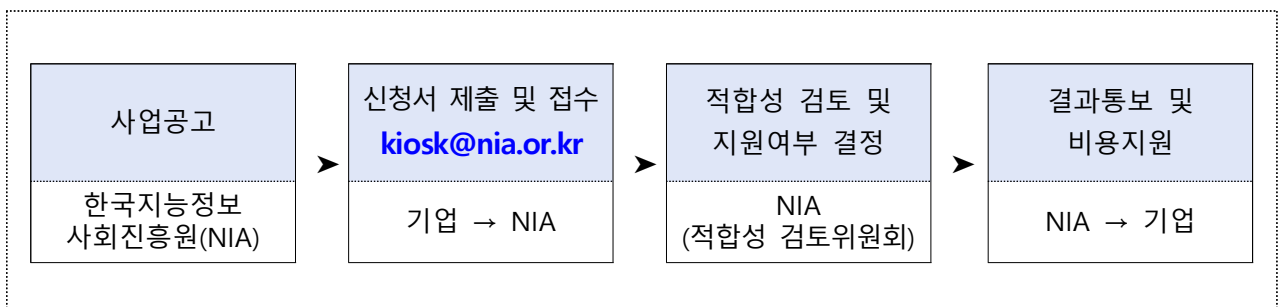 사업공고
한국지능정보
사회진흥원(NIA)
➤
신청서 제출 및 접수
kiosk@nia.or.kr
기업 → NIA
➤
적합성 검토 및
지원여부 결정
NIA
(적합성 검토위원회)
➤
결과통보 및
비용지원
NIA → 기업